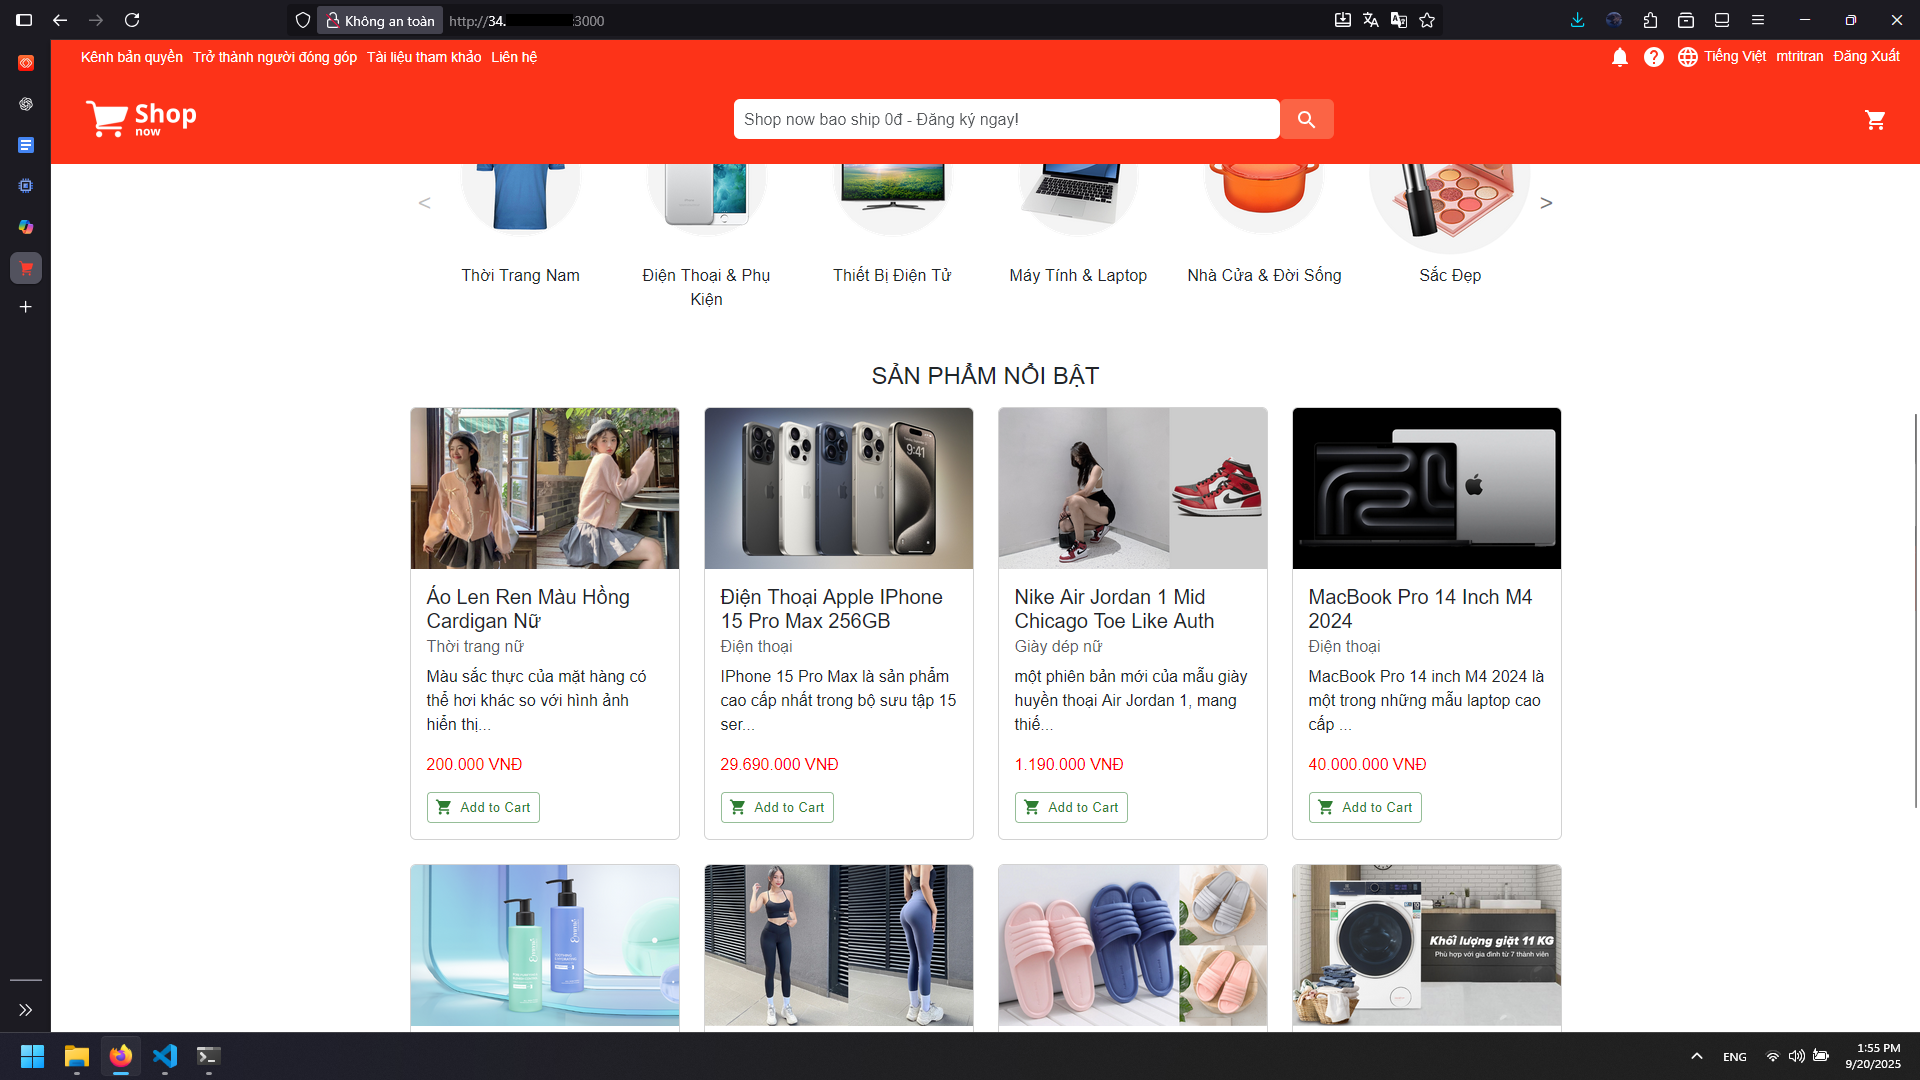 Không an toàn
http://34.
:3000
Kênh bản quyền Trở thành người đóng góp Tài liệu tham khảo Liên hệ
Tiếng Việt mtritran Đăng Xuất
Shop
now
Shop now bao ship 0đ - Đăng ký ngay!
<
>
Thời Trang Nam
Điện Thoại & Phụ
Kiện
Thiết Bị Điện Tử
Máy Tính & Laptop
Nhà Cửa & Đời Sống
Sắc Đẹp
SẢN PHẨM NỔI BẬT
9:41
Áo Len Ren Màu Hồng
Cardigan Nữ
Thời trang nữ
Màu sắc thực của mặt hàng có
thể hơi khác so với hình ảnh
hiển thị...
200.000 VNĐ
Add to Cart
Điện Thoại Apple IPhone
15 Pro Max 256GB
Điện thoại
IPhone 15 Pro Max là sản phẩm
cao cấp nhất trong bộ sưu tập 15
ser...
29.690.000 VNĐ
Add to Cart
Nike Air Jordan 1 Mid
Chicago Toe Like Auth
Giày dép nữ
một phiên bản mới của mẫu giày
huyền thoại Air Jordan 1, mang
thiế...
1.190.000 VNĐ
Add to Cart
MacBook Pro 14 Inch M4
2024
Điện thoại
MacBook Pro 14 inch M4 2024 là
một trong những mẫu laptop cao
cấp ...
40.000.000 VNĐ
Add to Cart
Khối lượng giặt 11 KG
Phù hợp với gia đình từ 7 thành viên
ENG
1:55 PM
9/20/2025